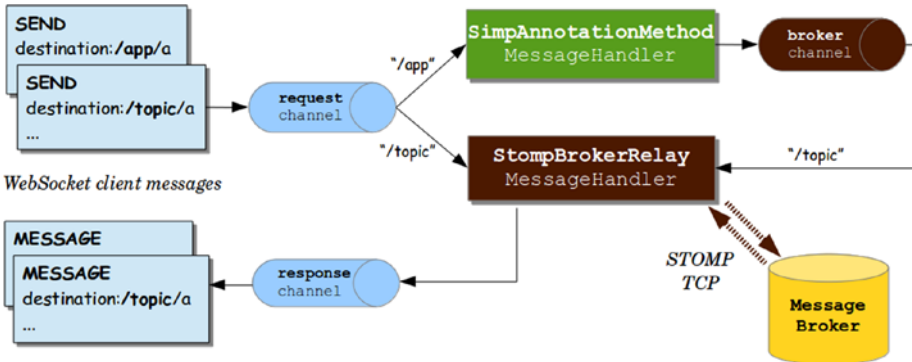 SEND
destination:/app/a
SEND
destination:/topic/a
...
WebSocket client messages
request
channel
"/app"
"/topic"
SimpAnnotationMethod
MessageHandler
broker
channel
StompBrokerRelay
MessageHandler
"/topic"
MESSAGE
MESSAGE
destination:/topic/a
...
response
channel
STOMP
TCP
Message
Broker